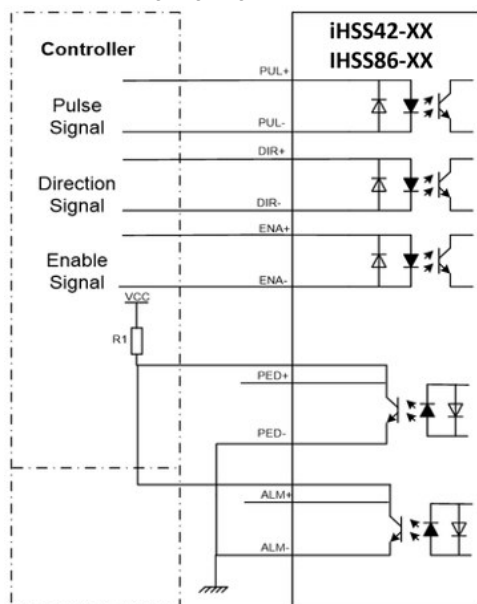 iHSS42-XX
IHSS86-XX
Controller
PUL+
Pulse
Signal
PUL-
DIR+
Direction
Signal
DIR-
ENA+
Enable
Signal
ENA-
VCC
R1
PED+
PED-
ALM+
ALM-